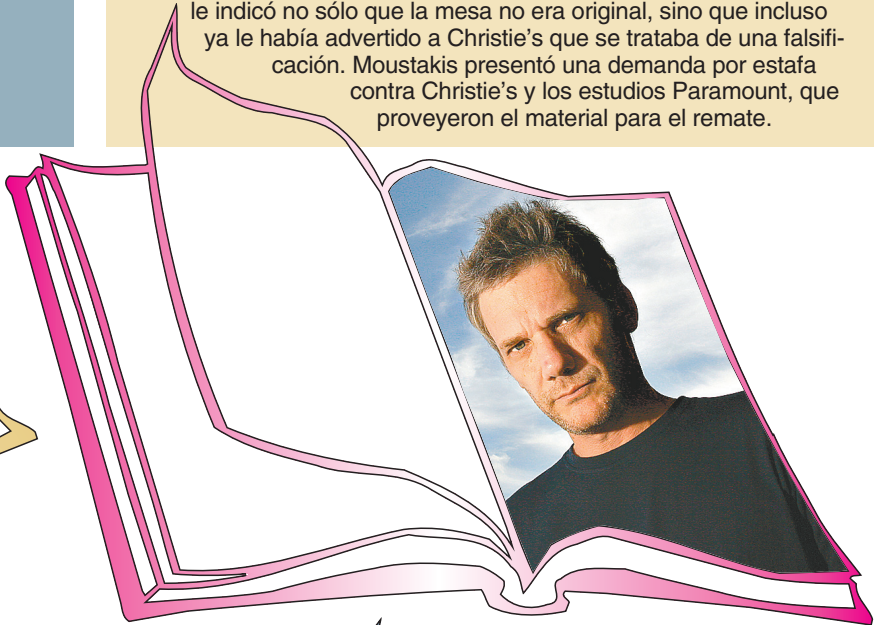 le indicó no sólo que la mesa no era original, sino que incluso
ya le había advertido a Christie's que se trataba de una falsifi-
cación. Moustakis presentó una demanda por estafa
contra Christie's y los estudios Paramount, que
proveyeron el material para el remate.